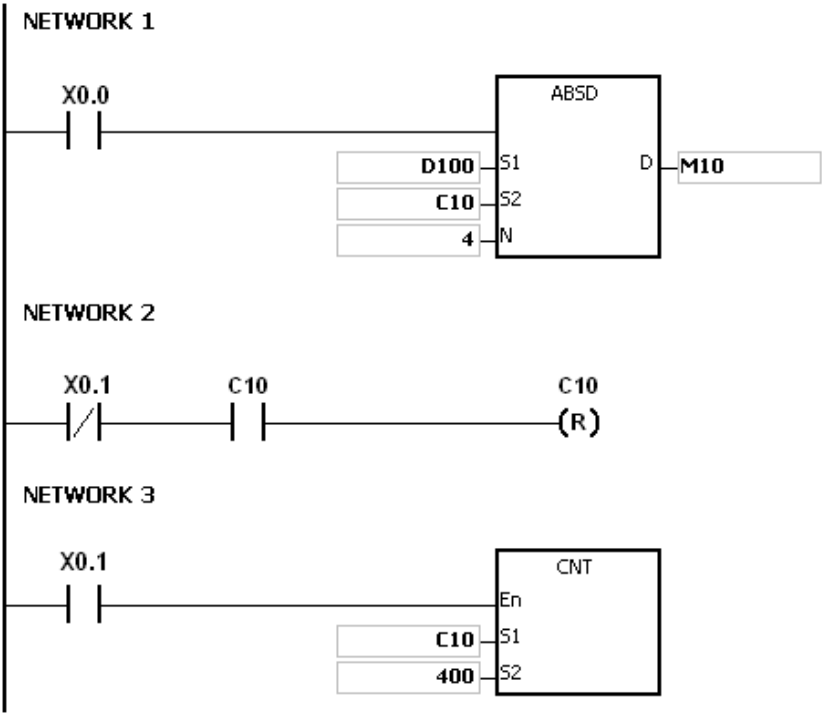 NETWORK 1
X0.0
ABSD
D100 S1 D M10
C10 S2
4 N
NETWORK 2
X0.1 C10 C10
(R)
NETWORK 3
X0.1
CNT
En
C10 S1
400 S2